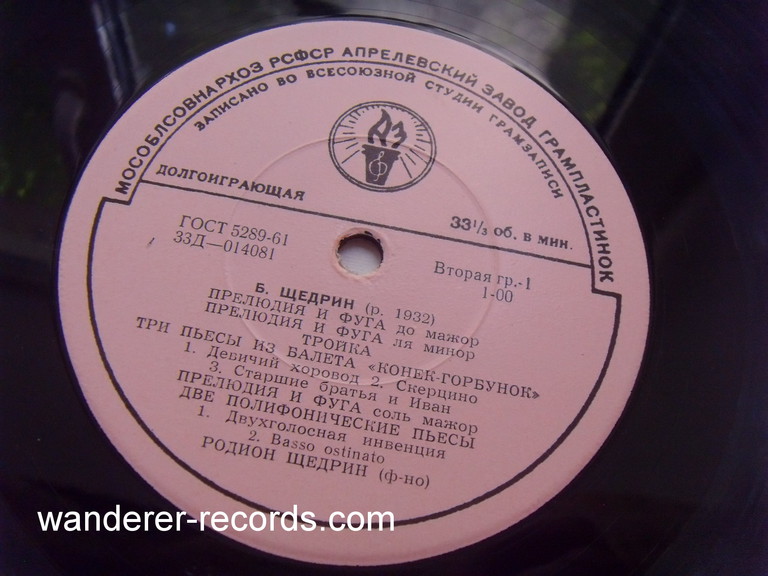 МОСОБЛСОВНАРХОЗ РСФСР АПРЕЛЕВСКИЙ ЗАВОД ГРАМПЛАСТИНОК
ЗАПИСАНО ВО ВСЕСОЮЗНОЙ СТУДИИ ГРАМЗАПИСИ
АЗ
ДОЛГОИГРАЮЩАЯ
33 1/3 об. в мин.
ГОСТ 5289-61
33Д—014081
Вторая гр.-1
1-00
Б. ЩЕДРИН (р. 1932)
ПРЕЛЮДИЯ И ФУГА до мажор
ПРЕЛЮДИЯ И ФУГА ля минор
ТРОЙКА
ТРИ ПЬЕСЫ ИЗ БАЛЕТА «КОНЕК-ГОРБУНОК»
1. Девичий хоровод 2. Скерцино
3. Старшие братья и Иван
ПРЕЛЮДИЯ И ФУГА соль мажор
ДВЕ ПОЛИФОНИЧЕСКИЕ ПЬЕСЫ
1. Двухголосная инвенция
2. Basso ostinato
РОДИОН ЩЕДРИН (ф-но)
wanderer-records.com